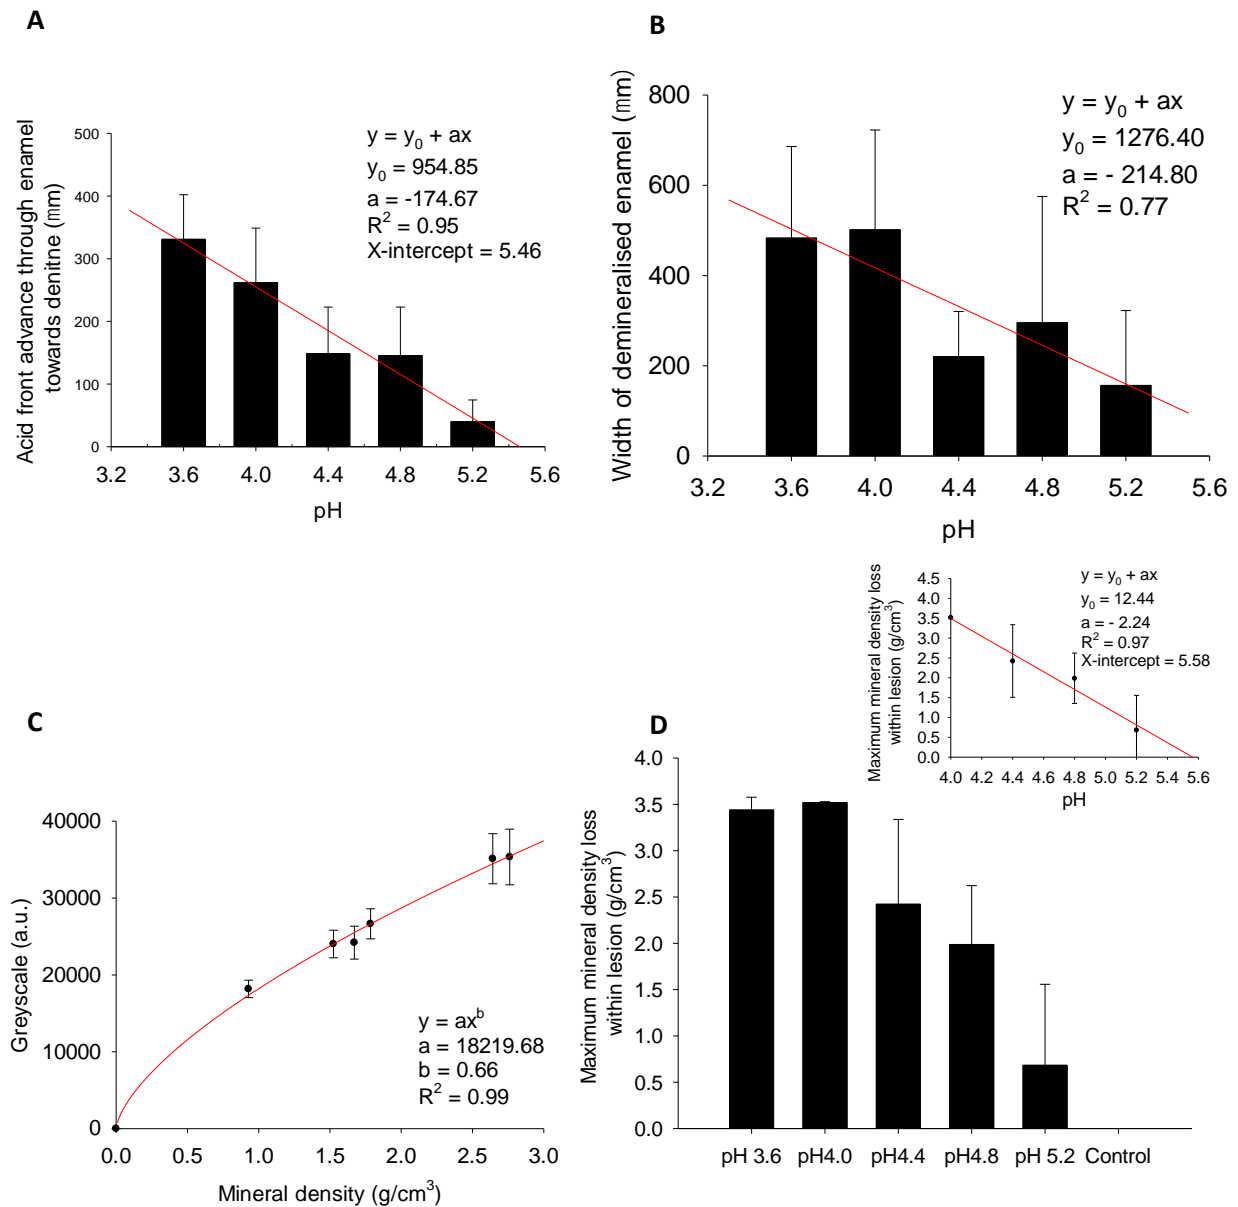 A
Acid front advance through enamel
towards denitne (mm)
500
400
300
200
100
0
3.2 3.6 4.0 4.4 4.8 5.2 5.6
pH
y = y0 + ax
y0 = 954.85
a = -174.67
R2 = 0.95
X-intercept = 5.46
B
Width of demineralised enamel (mm)
800
600
400
200
0
3.2 3.6 4.0 4.4 4.8 5.2 5.6
pH
y = y0 + ax
y0 = 1276.40
a = - 214.80
R2 = 0.77
C
Greyscale (a.u.)
40000
30000
20000
10000
0
0.0 0.5 1.0 1.5 2.0 2.5 3.0
Mineral density (g/cm3)
y = axb
a = 18219.68
b = 0.66
R2 = 0.99
D
Maximum mineral density loss
within lesion (g/cm3)
4.5
4.0
3.5
3.0
2.5
2.0
1.5
1.0
0.5
0.0
4.0 4.2 4.4 4.6 4.8 5.0 5.2 5.4 5.6
pH
y = y0 + ax
y0 = 12.44
a = - 2.24
R2 = 0.97
X-intercept = 5.58
Maximum mineral density loss
within lesion (g/cm3)
4.0
3.5
3.0
2.5
2.0
1.5
1.0
0.5
0.0
pH 3.6 pH4.0 pH4.4 pH4.8 pH 5.2 Control